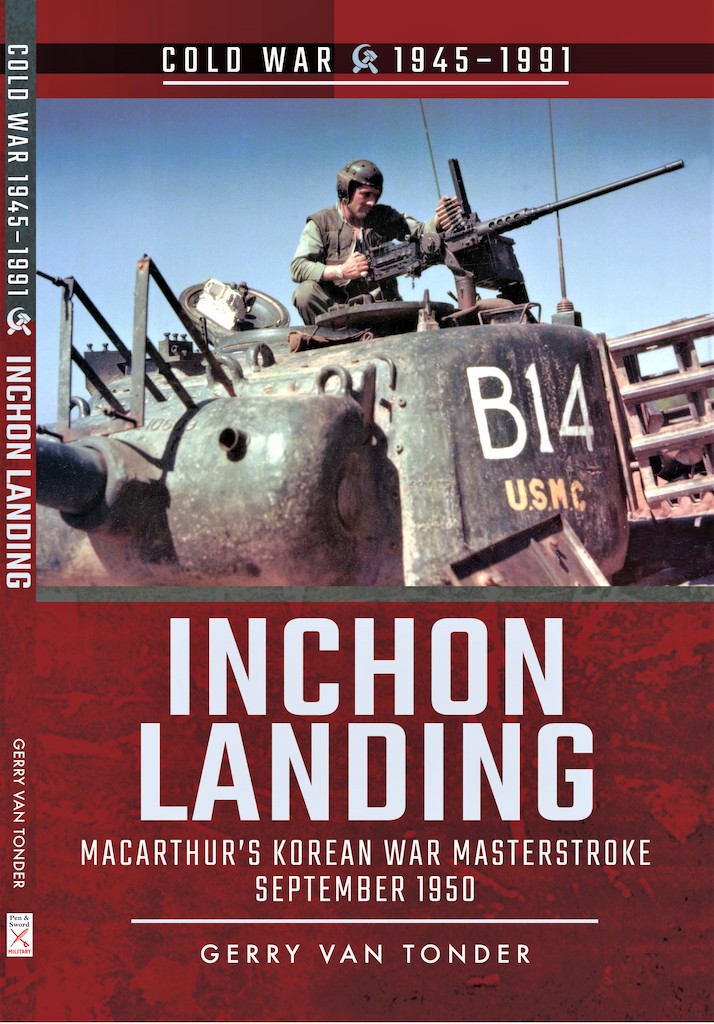 COLD WAR 1945–1991
COLD WAR 1945–1991 INCHON LANDING
GERRY VAN TONDER
Pen &
Sword
MILITARY
B14
U.S.M.C
INCHON
LANDING
MACARTHUR'S KOREAN WAR MASTERSTROKE
SEPTEMBER 1950
GERRY VAN TONDER